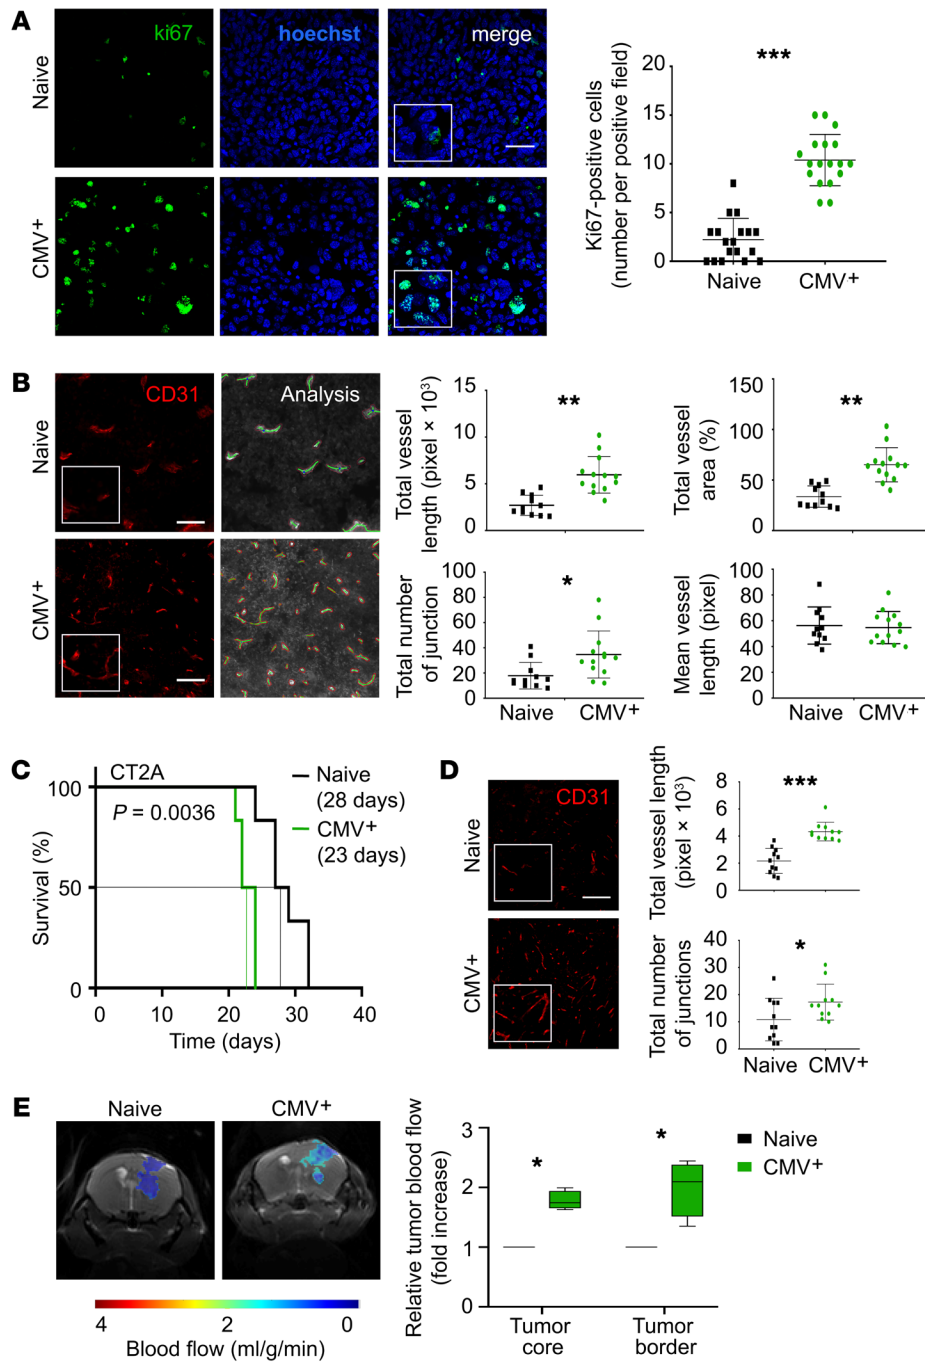 A
ki67
hoechst
merge
Naive
CMV+
Ki67-positive cells
(number per positive field)
20
15
10
5
0
***
Naive
CMV+
B
CD31
Analysis
Naive
CMV+
Total vessel
length (pixel × 10³)
15
10
5
0
**
Total vessel
area (%)
150
100
50
0
**
Total number
of junction
100
80
60
40
20
0
*
Naive
CMV+
Mean vessel
length (pixel)
100
80
60
40
20
0
Naive
CMV+
C
CT2A
P = 0.0036
Naive
(28 days)
CMV+
(23 days)
Survival (%)
100
50
0
0
10
20
30
40
Time (days)
D
CD31
Naive
CMV+
Total vessel length
(pixel × 10³)
8
6
4
2
0
***
Total number
of junctions
40
30
20
10
0
*
Naive
CMV+
E
Naive
CMV+
4
2
0
Blood flow (ml/g/min)
Relative tumor blood flow
(fold increase)
3
2
1
0
*
*
Tumor
core
Tumor
border
Naive
CMV+